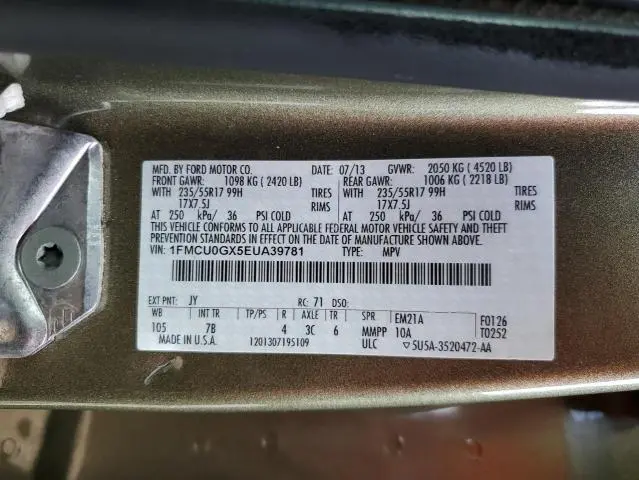 MFD. BY FORD MOTOR CO. DATE: 07/13 GVWR: 2050 KG ( 4520 LB)
FRONT GAWR: 1098 KG ( 2420 LB) REAR GAWR: 1006 KG ( 2218 LB)
WITH 235/55R17 99H TIRES WITH 235/55R17 99H TIRES
17X7.5J RIMS 17X7.5J RIMS
AT 250 kPa/ 36 PSI COLD AT 250 kPa/ 36 PSI COLD
THIS VEHICLE CONFORMS TO ALL APPLICABLE FEDERAL MOTOR VEHICLE SAFETY AND THEFT
PREVENTION STANDARDS IN EFFECT ON THE DATE OF MANUFACTURE SHOWN ABOVE.
VIN: 1FMCU0GX5EUA39781 TYPE: MPV
EXT PNT: JY RC: 71 DSO:
WB INT TR TP/PS R AXLE TR SPR EM21A F0126
105 7B 4 3C 6 MMPP 10A T0252
MADE IN U.S.A. 1201307195109 ULC ▽5U5A-3520472-AA